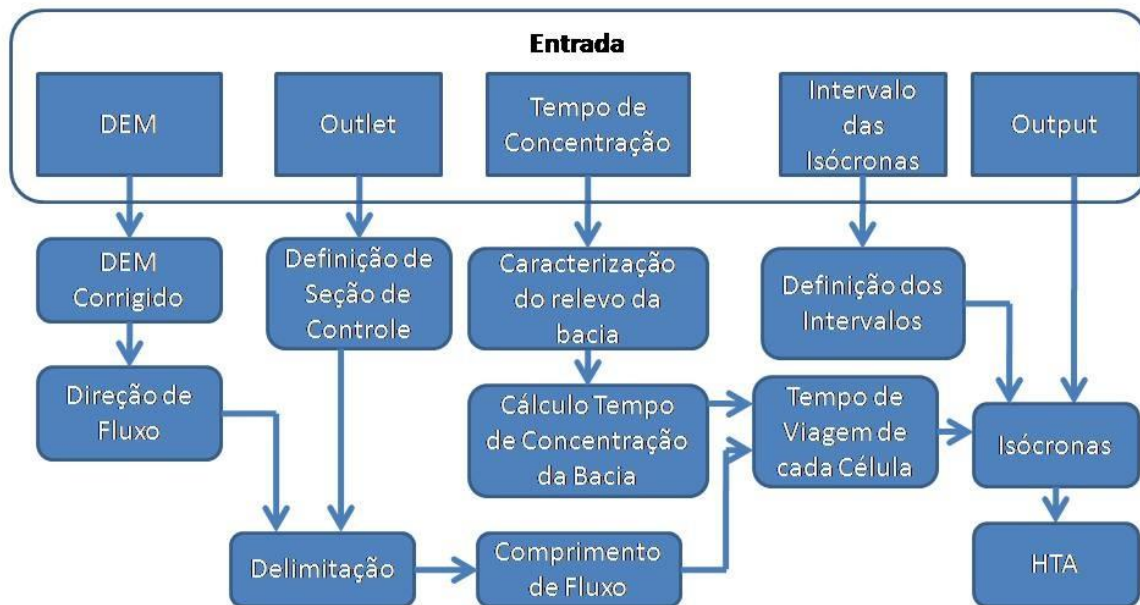 Entrada
DEM
Outlet
Tempo de
Concentração
Intervalo
das
Isócronas
Output
DEM
Corrigido
Definição de
Seção de
Controle
Caracterização
do relevo da
bacia
Definição dos
Intervalos
Direção de
Fluxo
Cálculo Tempo
de Concentração
da Bacia
Tempo de
Viagem de
cada Célula
Isócronas
Delimitação
Comprimento
de Fluxo
HTA